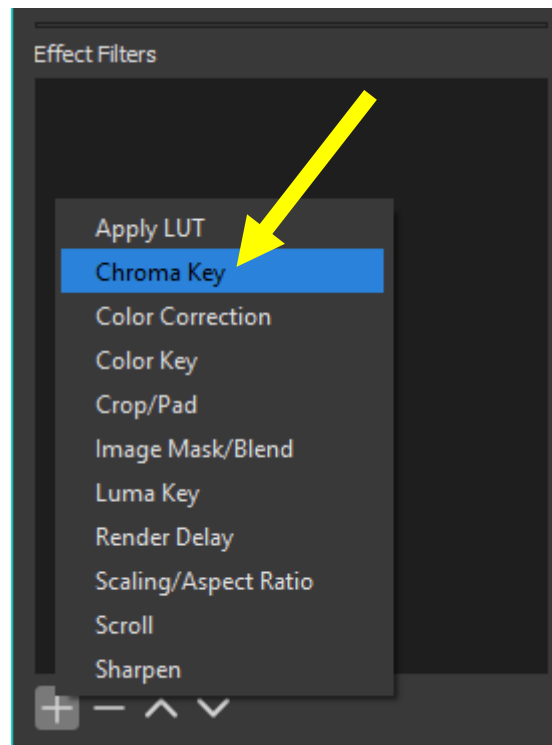 Effect Filters
Apply LUT
Chroma Key
Color Correction
Color Key
Crop/Pad
Image Mask/Blend
Luma Key
Render Delay
Scaling/Aspect Ratio
Scroll
Sharpen